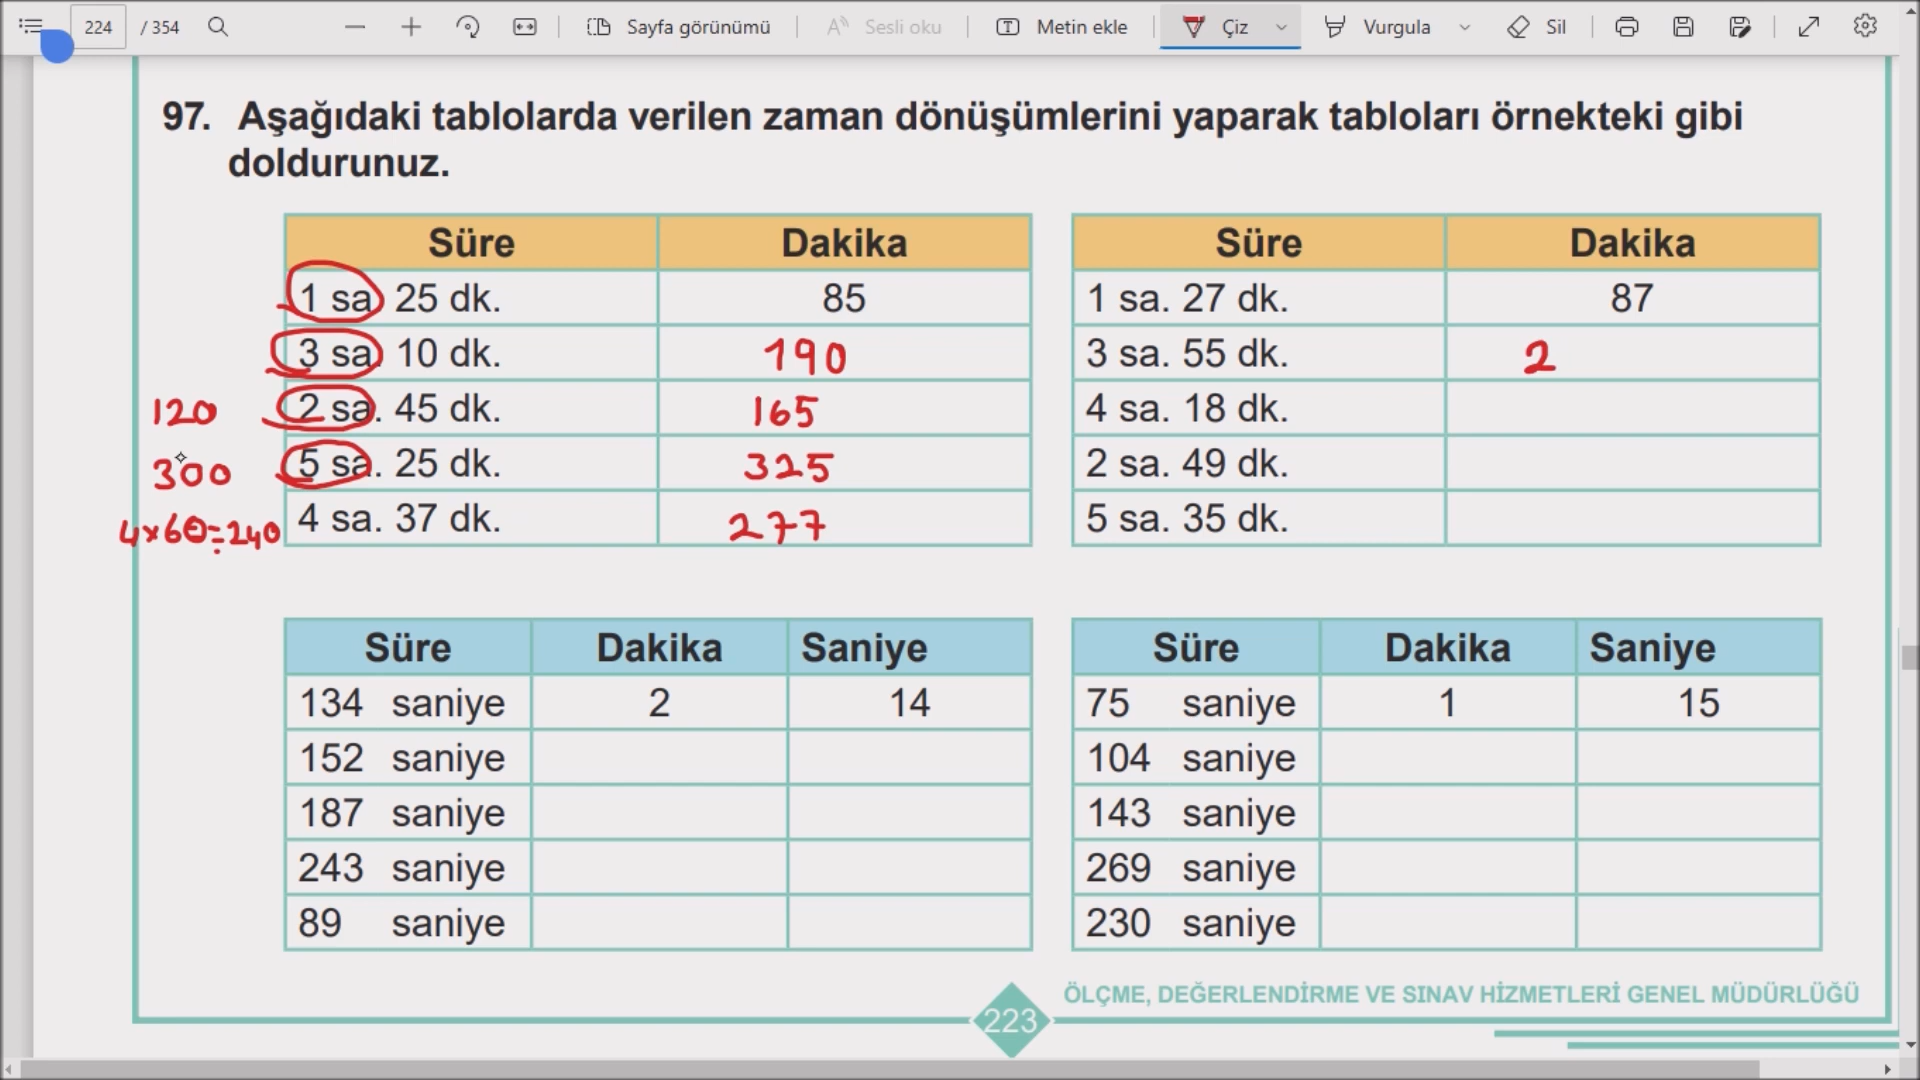 224 / 354 Sayfa görünümü A Sesli oku T Metin ekle Çiz Vurgula Sil
97. Aşağıdaki tablolarda verilen zaman dönüşümlerini yaparak tabloları örnekteki gibi
doldurunuz.
Süre Dakika
1 sa. 25 dk. 85
3 sa. 10 dk. 190
120 2 sa. 45 dk. 165
300 5 sa. 25 dk. 325
4x60=240 4 sa. 37 dk. 277
Süre Dakika
1 sa. 27 dk. 87
3 sa. 55 dk. 2
4 sa. 18 dk.
2 sa. 49 dk.
5 sa. 35 dk.
Süre Dakika Saniye
134 saniye 2 14
152 saniye
187 saniye
243 saniye
89 saniye
Süre Dakika Saniye
75 saniye 1 15
104 saniye
143 saniye
269 saniye
230 saniye
ÖLÇME, DEĞERLENDİRME VE SINAV HİZMETLERİ GENEL MÜDÜRLÜĞÜ
223